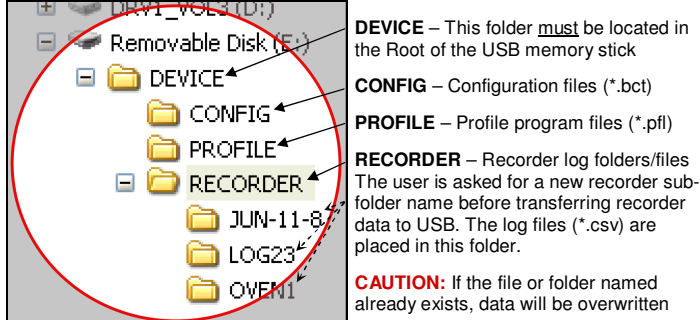 DRV1_VOL3 (D:)
Removable Disk (E:)
DEVICE
CONFIG
PROFILE
RECORDER
JUN-11-8
LOG23
OVEN1
DEVICE – This folder must be located in
the Root of the USB memory stick
CONFIG – Configuration files (*.bct)
PROFILE – Profile program files (*.pfl)
RECORDER – Recorder log folders/files
The user is asked for a new recorder sub-
folder name before transferring recorder
data to USB. The log files (*.csv) are
placed in this folder.
CAUTION: If the file or folder named
already exists, data will be overwritten